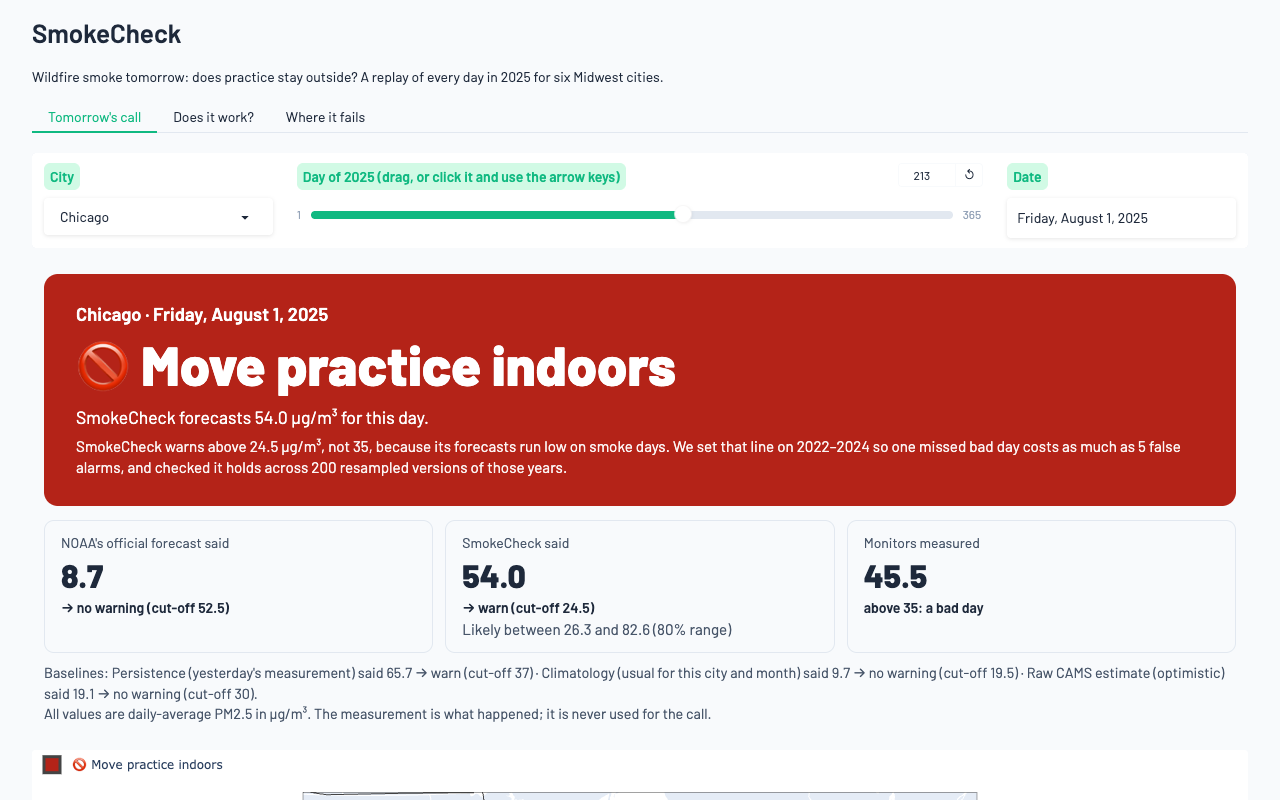 SmokeCheck
Wildfire smoke tomorrow: does practice stay outside? A replay of every day in 2025 for six Midwest cities.
Tomorrow's call
Does it work?
Where it fails
City
Day of 2025 (drag, or click it and use the arrow keys)
213
Date
Chicago
1
365
Friday, August 1, 2025
Chicago · Friday, August 1, 2025
🚫 Move practice indoors
SmokeCheck forecasts 54.0 µg/m³ for this day.
SmokeCheck warns above 24.5 µg/m³, not 35, because its forecasts run low on smoke days. We set that line on 2022–2024 so one missed bad day costs as much as 5 false
alarms, and checked it holds across 200 resampled versions of those years.
NOAA's official forecast said
8.7
→ no warning (cut-off 52.5)
SmokeCheck said
54.0
→ warn (cut-off 24.5)
Likely between 26.3 and 82.6 (80% range)
Monitors measured
45.5
above 35: a bad day
Baselines: Persistence (yesterday's measurement) said 65.7 → warn (cut-off 37) · Climatology (usual for this city and month) said 9.7 → no warning (cut-off 19.5) · Raw CAMS estimate (optimistic)
said 19.1 → no warning (cut-off 30).
All values are daily-average PM2.5 in µg/m³. The measurement is what happened; it is never used for the call.
🚫 Move practice indoors